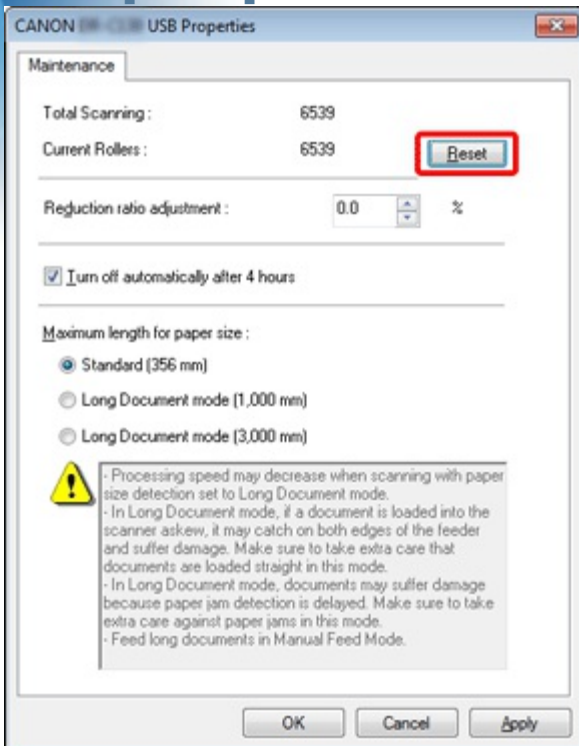 CANON USB Properties
Maintenance
Total Scanning : 6539
Current Rollers : 6539 Reset
Reduction ratio adjustment : 0.0 %
Turn off automatically after 4 hours
Maximum length for paper size :
Standard (356 mm)
Long Document mode (1,000 mm)
Long Document mode (3,000 mm)
- Processing speed may decrease when scanning with paper
size detection set to Long Document mode.
- In Long Document mode, if a document is loaded into the
scanner askew, it may catch on both edges of the feeder
and suffer damage. Make sure to take extra care that
documents are loaded straight in this mode.
- In Long Document mode, documents may suffer damage
because paper jam detection is delayed. Make sure to take
extra care against paper jams in this mode.
- Feed long documents in Manual Feed Mode.
OK Cancel Apply